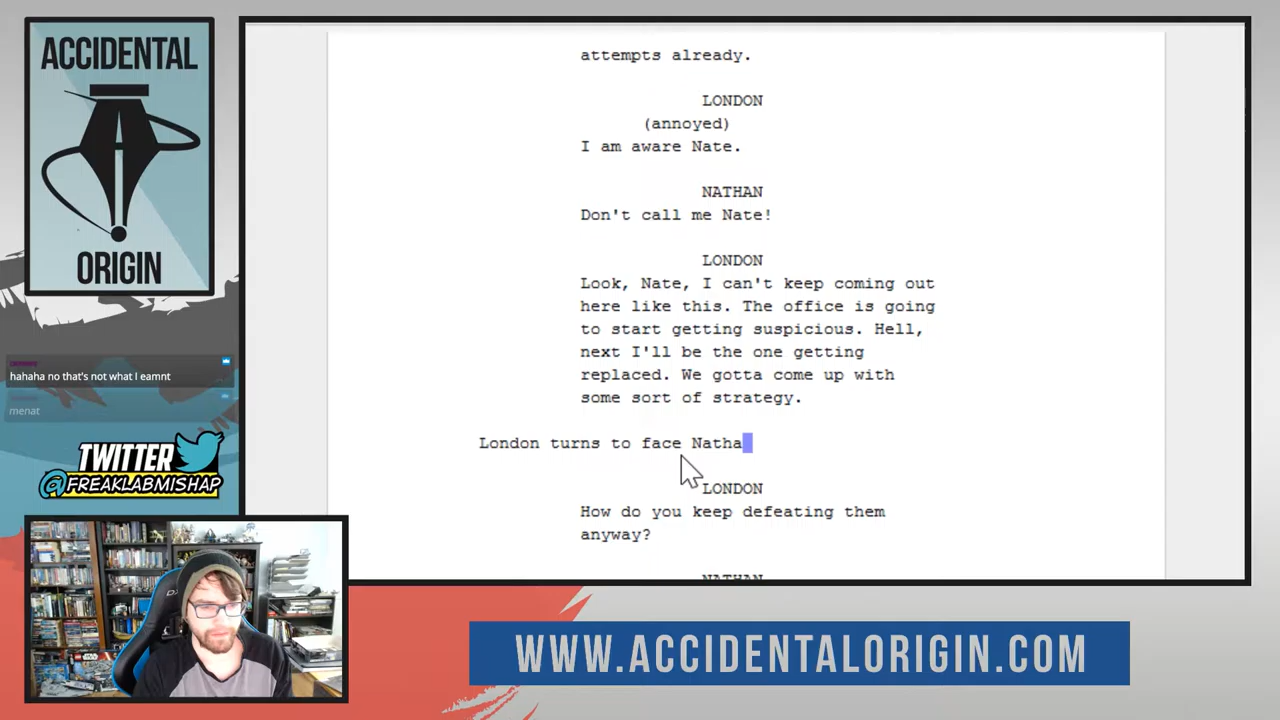 ACCIDENTAL
ORIGIN
attempts already.
LONDON
(annoyed)
I am aware Nate.
NATHAN
Don't call me Nate!
LONDON
Look, Nate, I can't keep coming out
here like this. The office is going
to start getting suspicious. Hell,
next I'll be the one getting
replaced. We gotta come up with
some sort of strategy.
London turns to face Natha
LONDON
How do you keep defeating them
anyway?
NATHAN
hahaha no that's not what I eamnt
menat
TWITTER
@FREAKLABMISHAP
WWW.ACCIDENTALORIGIN.COM